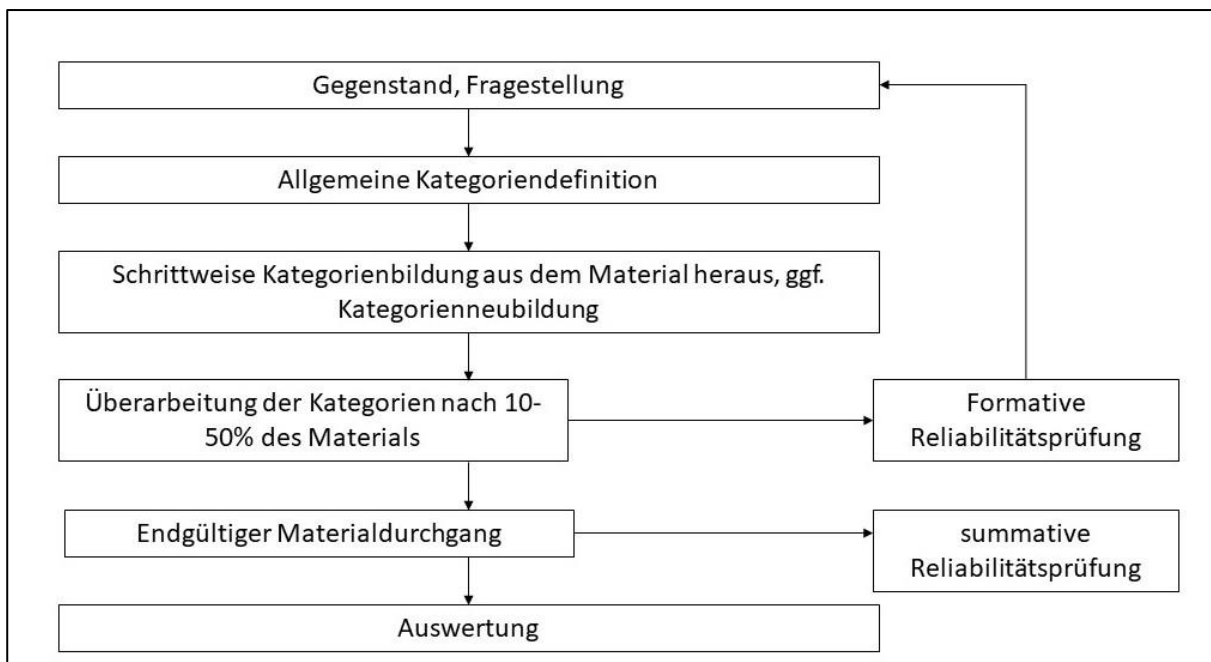 Gegenstand, Fragestellung
Allgemeine Kategoriendefinition
Schrittweise Kategorienbildung aus dem Material heraus, ggf.
Kategorienneubildung
Überarbeitung der Kategorien nach 10-
50% des Materials
Formative
Reliabilitätsprüfung
Endgültiger Materialdurchgang
summative
Reliabilitätsprüfung
Auswertung